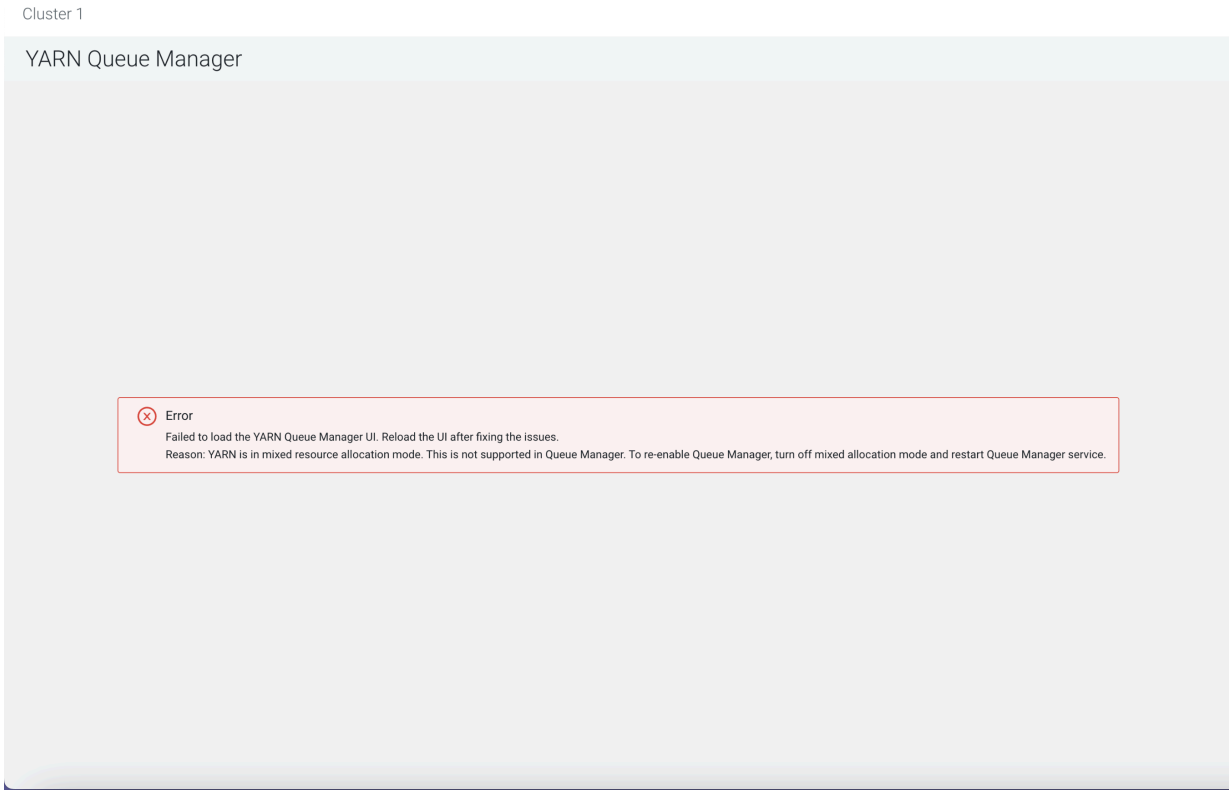 Cluster 1
YARN Queue Manager
Error
Failed to load the YARN Queue Manager UI. Reload the UI after fixing the issues.
Reason: YARN is in mixed resource allocation mode. This is not supported in Queue Manager. To re-enable Queue Manager, turn off mixed allocation mode and restart Queue Manager service.